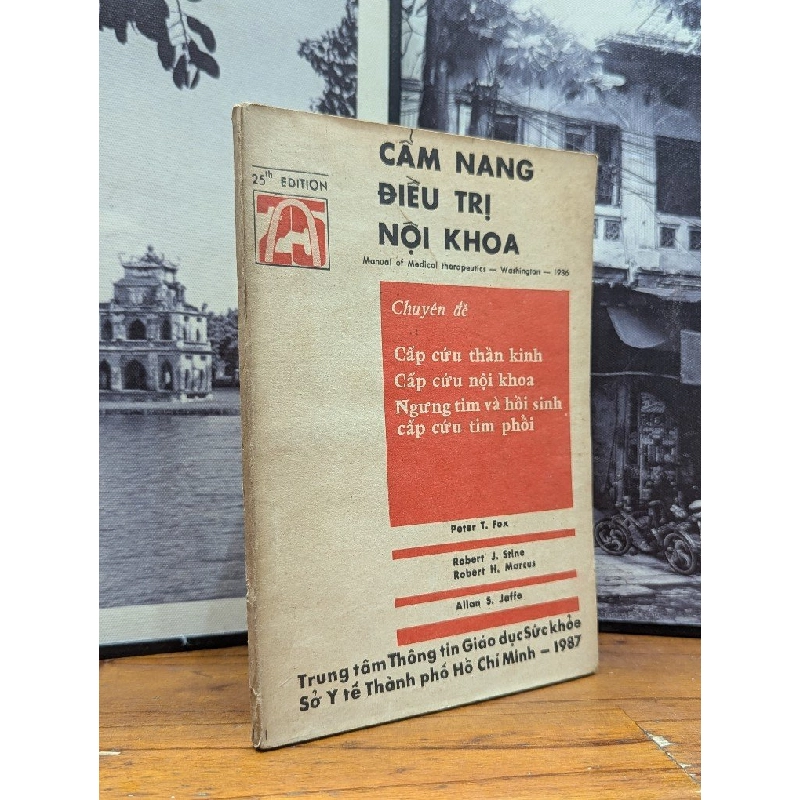 25th EDITION
CẨM NANG
ĐIỀU TRỊ
NỘI KHOA
Manual of Medical therapeutics — Washington — 1986
Chuyên đề
Cấp cứu thần kinh
Cấp cứu nội khoa
Ngưng tim và hồi sinh
cấp cứu tim phổi
Peter T. Fox
Robert J. Stine
Robert H. Marcus
Allan S. Jaffe
Trung tâm Thông tin Giáo dục Sức khỏe
Sở Y tế Thành phố Hồ Chí Minh — 1987